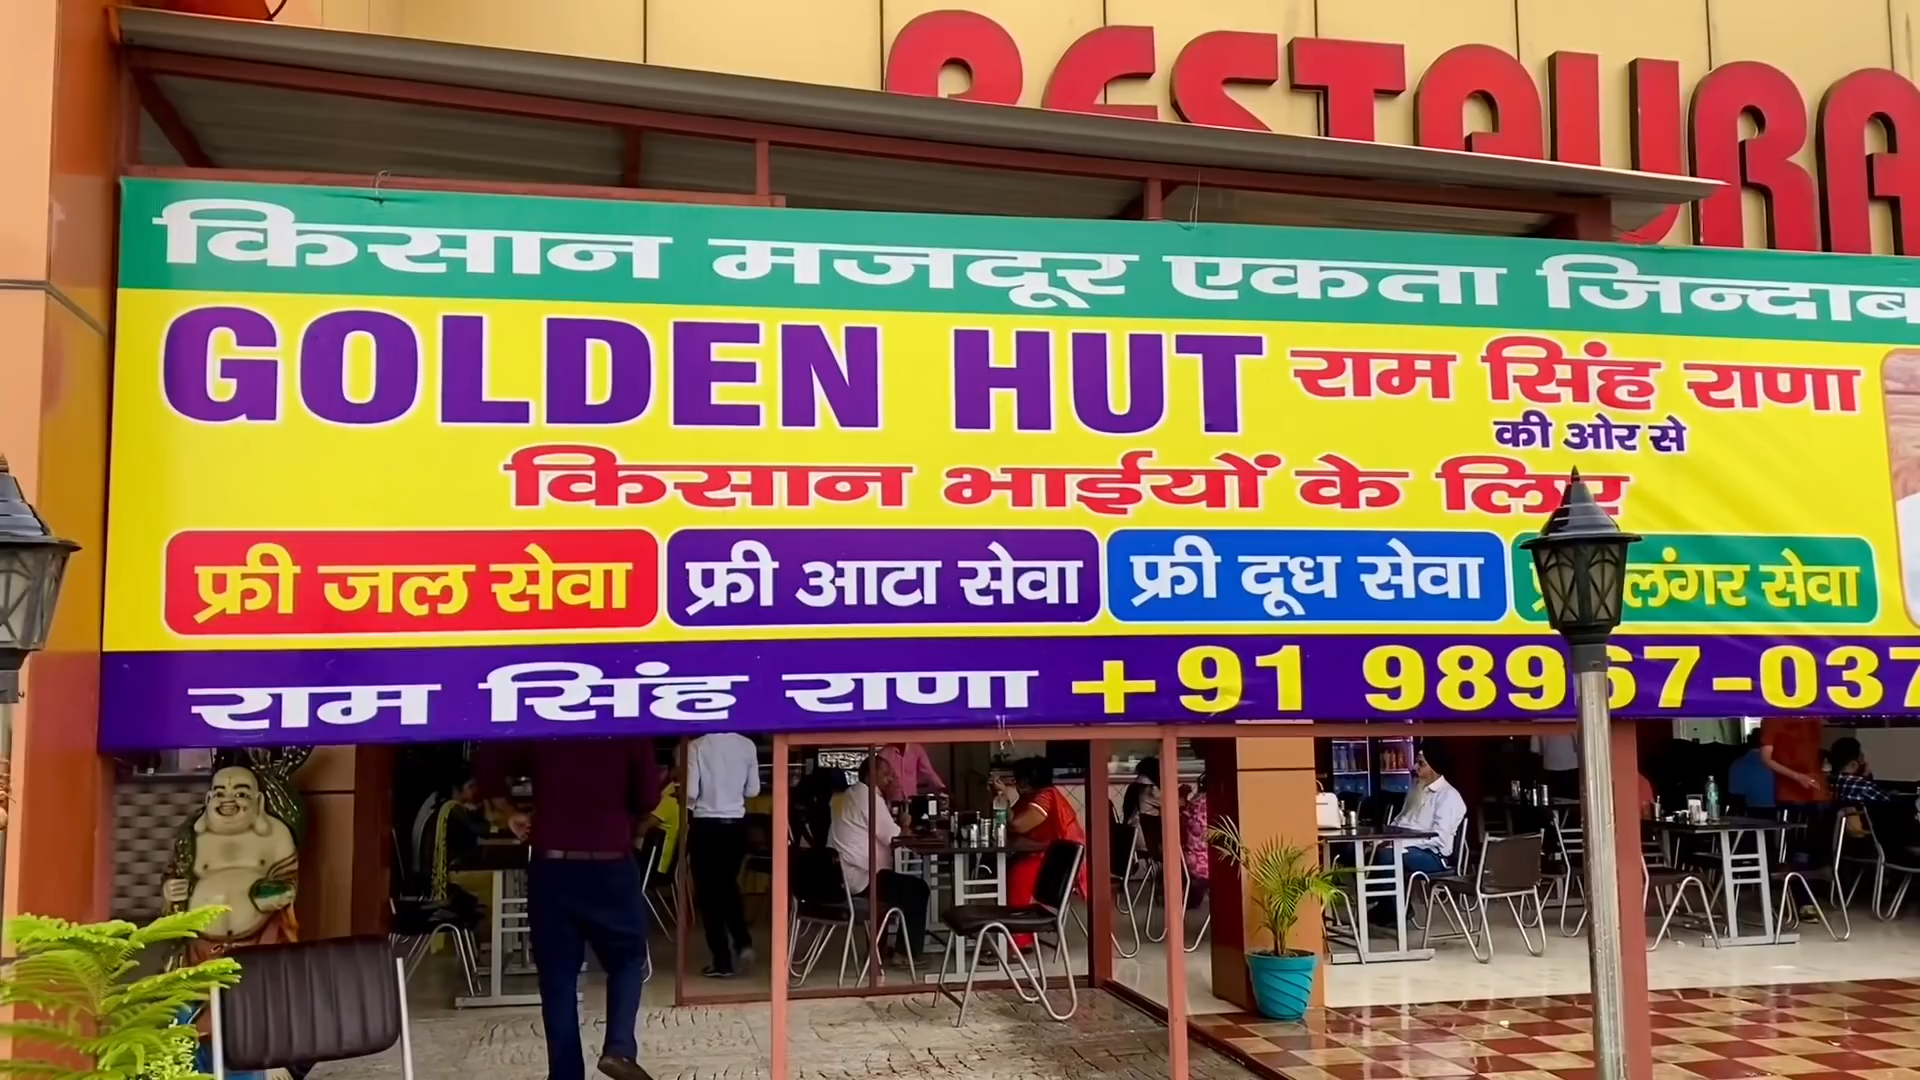 RESTAURA
किसान मजदूर एकता जिन्दाब
GOLDEN HUT राम सिंह राणा
की ओर से
किसान भाईयों के लिए
फ्री जल सेवा फ्री आटा सेवा फ्री दूध सेवा फ्री लंगर सेवा
राम सिंह राणा +91 98967-037